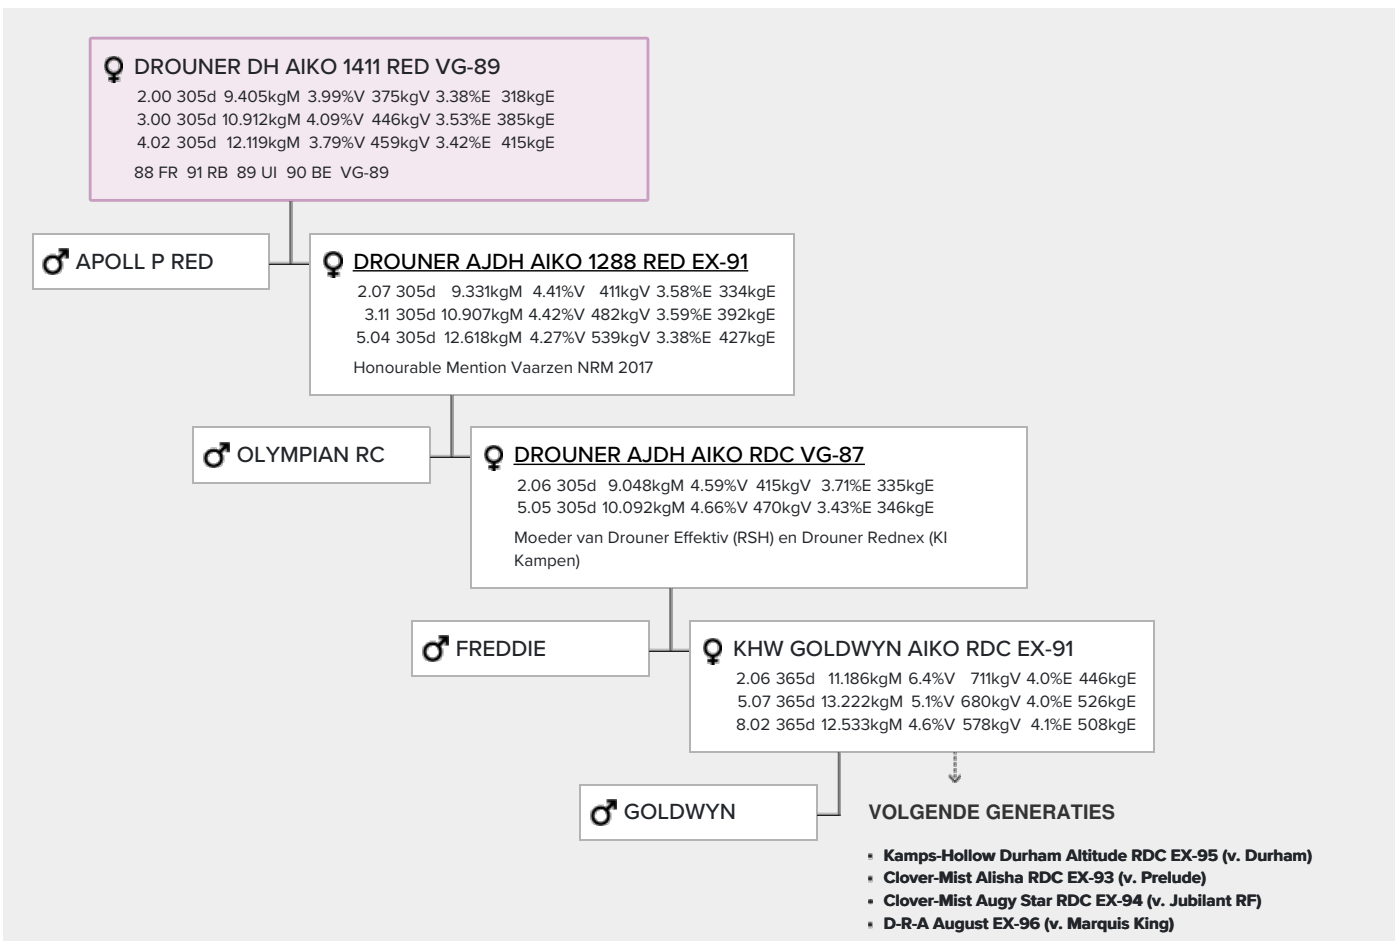 DROUNER DH AIKO 1411 RED VG-89
2.00 305d 9.405kgM 3.99%V 375kgV 3.38%E 318kgE
3.00 305d 10.912kgM 4.09%V 446kgV 3.53%E 385kgE
4.02 305d 12.119kgM 3.79%V 459kgV 3.42%E 415kgE
88 FR 91 RB 89 UI 90 BE VG-89
APOLL P RED
DROUNER AJDH AIKO 1288 RED EX-91
2.07 305d 9.331kgM 4.41%V 411kgV 3.58%E 334kgE
3.11 305d 10.907kgM 4.42%V 482kgV 3.59%E 392kgE
5.04 305d 12.618kgM 4.27%V 539kgV 3.38%E 427kgE
Honourable Mention Vaarzen NRM 2017
OLYMPIAN RC
DROUNER AJDH AIKO RDC VG-87
2.06 305d 9.048kgM 4.59%V 415kgV 3.71%E 335kgE
5.05 305d 10.092kgM 4.66%V 470kgV 3.43%E 346kgE
Moeder van Drouner Effektiv (RSH) en Drouner Rednex (KI
Kampen)
FREDDIE
KHW GOLDWYN AIKO RDC EX-91
2.06 365d 11.186kgM 6.4%V 711kgV 4.0%E 446kgE
5.07 365d 13.222kgM 5.1%V 680kgV 4.0%E 526kgE
8.02 365d 12.533kgM 4.6%V 578kgV 4.1%E 508kgE
GOLDWYN
VOLGENDE GENERATIES
▪ Kamps-Hollow Durham Altitude RDC EX-95 (v. Durham)
▪ Clover-Mist Alisha RDC EX-93 (v. Prelude)
▪ Clover-Mist Augy Star RDC EX-94 (v. Jubilant RF)
▪ D-R-A August EX-96 (v. Marquis King)